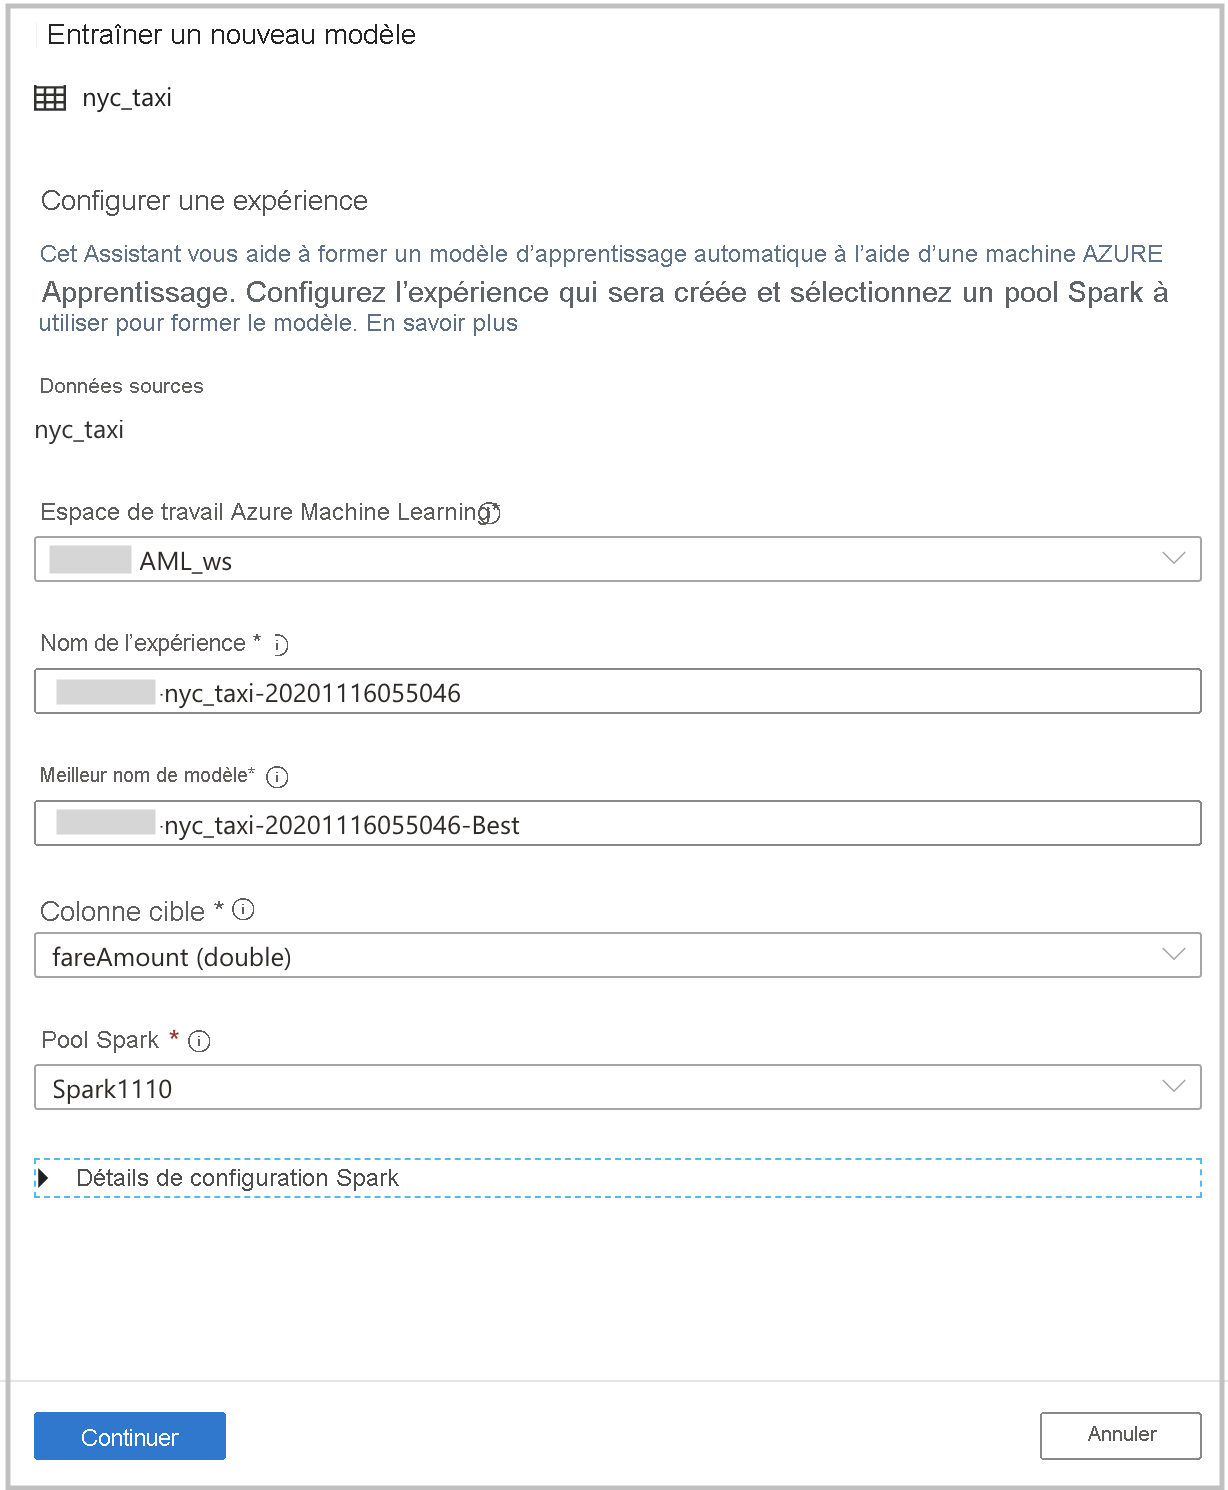 Entraîner un nouveau modèle
nyc_taxi
Configurer une expérience
Cet Assistant vous aide à former un modèle d’apprentissage automatique à l’aide d’une machine AZURE
Apprentissage. Configurez l’expérience qui sera créée et sélectionnez un pool Spark à
utiliser pour former le modèle. En savoir plus
Données sources
nyc_taxi
Espace de travail Azure Machine Learning*
AML_ws
Nom de l’expérience *
-nyc_taxi-20201116055046
Meilleur nom de modèle*
-nyc_taxi-20201116055046-Best
Colonne cible *
fareAmount (double)
Pool Spark *
Spark1110
Détails de configuration Spark
Continuer
Annuler